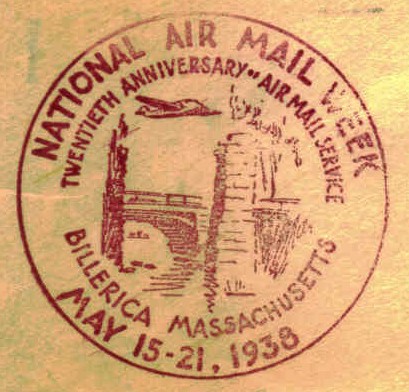 NATIONAL AIR MAIL WEEK
TWENTIETH ANNIVERSARY "AIR MAIL SERVICE
BILLERICA MASSACHUSETTS
MAY 15-21, 1938